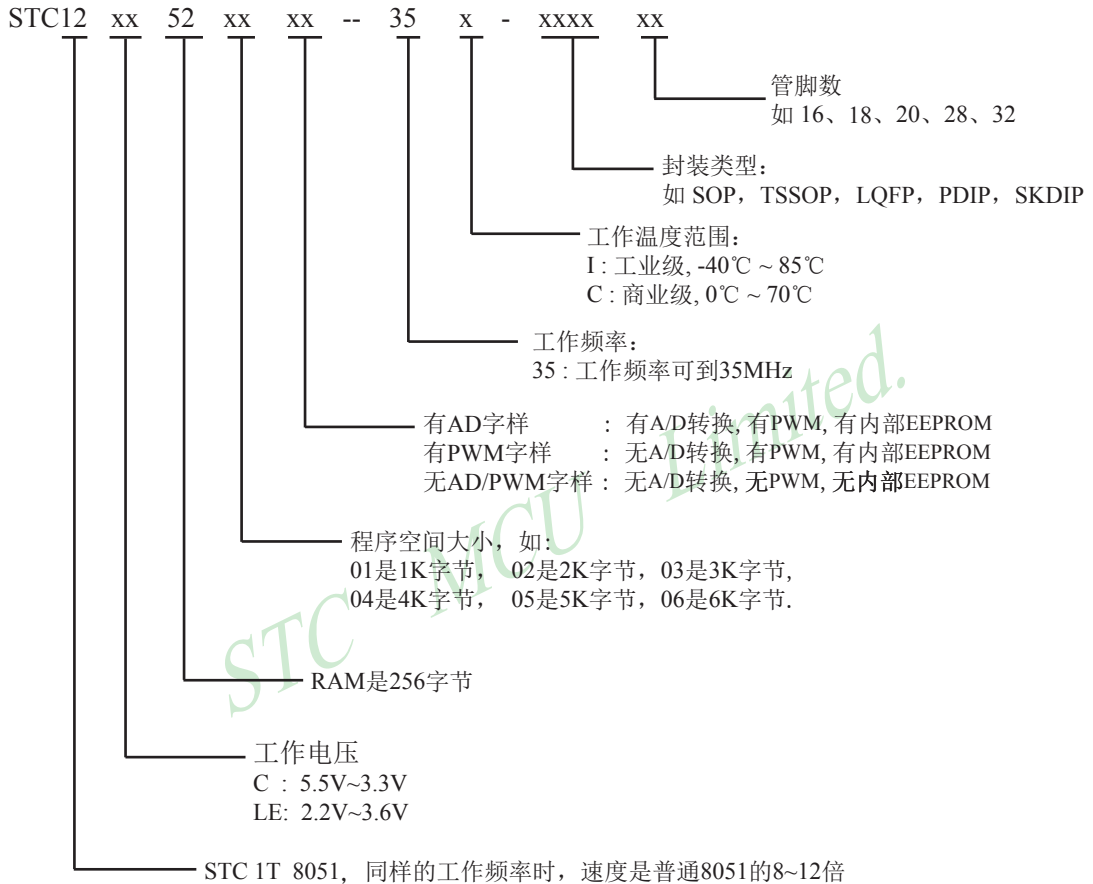 STC12 xx 52 xx xx -- 35 x - xxxx xx
管脚数
如 16、18、20、28、32
封装类型：
如 SOP，TSSOP，LQFP，PDIP，SKDIP
工作温度范围：
I : 工业级, -40℃ ~ 85℃
C : 商业级, 0℃ ~ 70℃
工作频率：
35 : 工作频率可到35MHz
有AD字样 : 有A/D转换, 有PWM, 有内部EEPROM
有PWM字样 : 无A/D转换, 有PWM, 有内部EEPROM
无AD/PWM字样 : 无A/D转换, 无PWM, 无内部EEPROM
程序空间大小，如:
01是1K字节， 02是2K字节，03是3K字节,
04是4K字节， 05是5K字节，06是6K字节.
RAM是256字节
工作电压
C : 5.5V~3.3V
LE: 2.2V~3.6V
STC 1T 8051, 同样的工作频率时，速度是普通8051的8~12倍
STC MCU Limited.